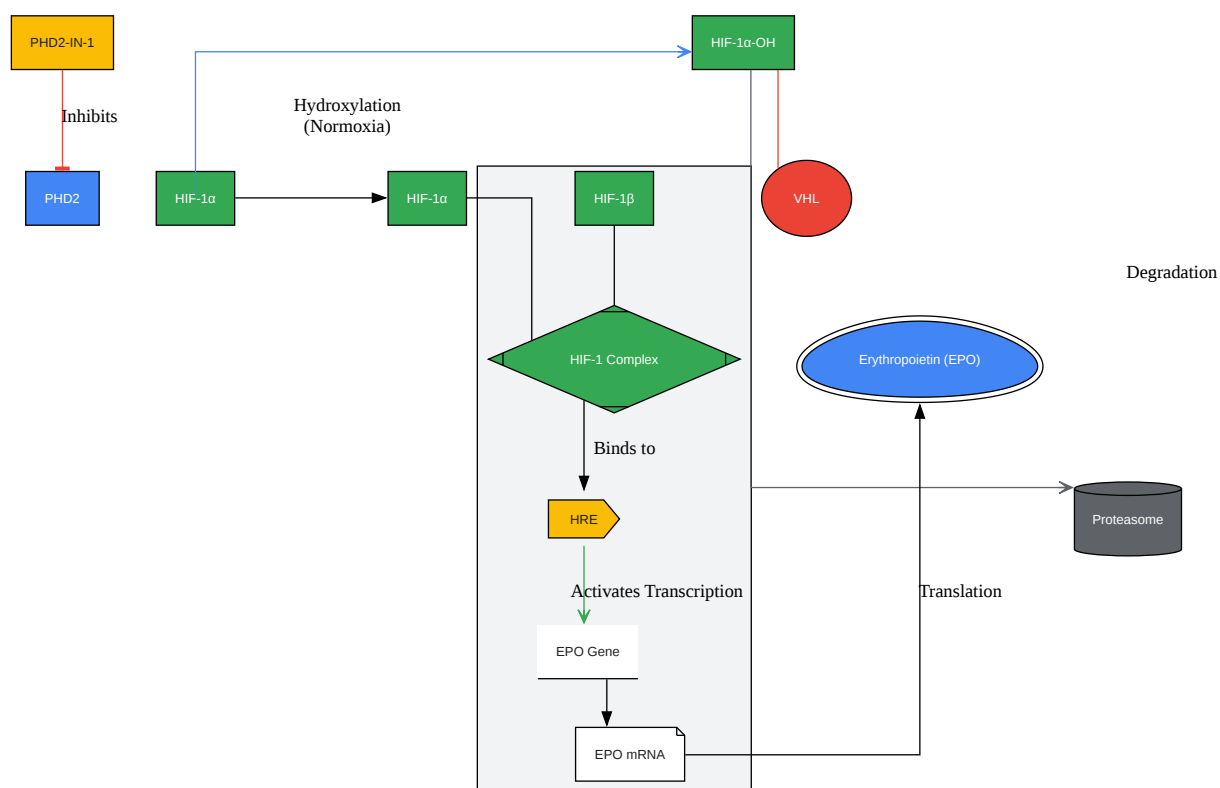 PHD2-IN-1
HIF-1α-OH
Inhibits
Hydroxylation
(Normoxia)
PHD2
HIF-1α
HIF-1α
HIF-1β
VHL
Degradation
HIF-1 Complex
Erythropoietin (EPO)
Binds to
HRE
Proteasome
Activates Transcription
Translation
EPO Gene
EPO mRNA